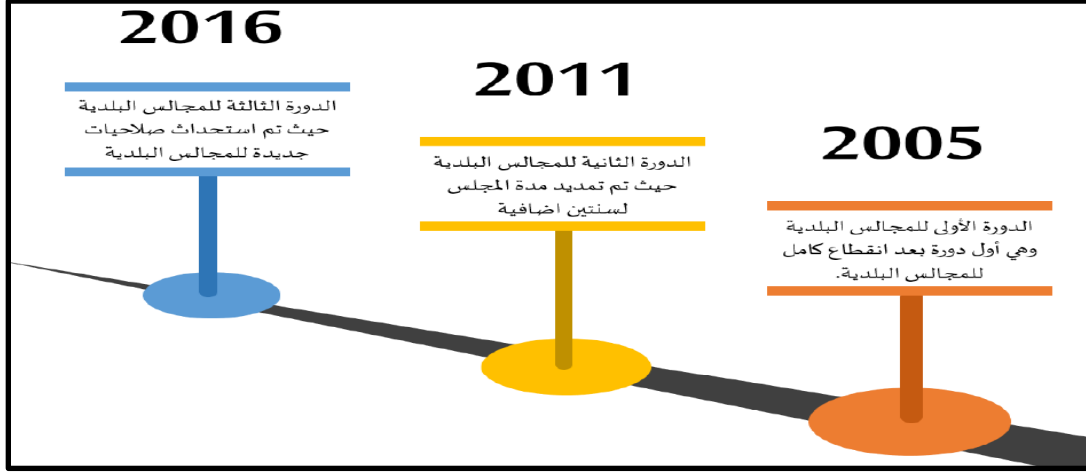 2005
الدورة الأولى للمجالس البلدية
وهي أول دورة بعد انقطاع كامل
للمجالس البلدية.
2011
الدورة الثانية للمجالس البلدية
حيث تم تمديد مدة المجلس
لسنتين اضافية
2016
الدورة الثالثة للمجالس البلدية
حيث تم استحداث صلاحيات
جديدة للمجالس البلدية